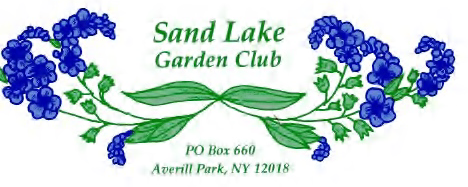 Sand Lake
Garden Club
PO Box 660
Averill Park, NY 12018